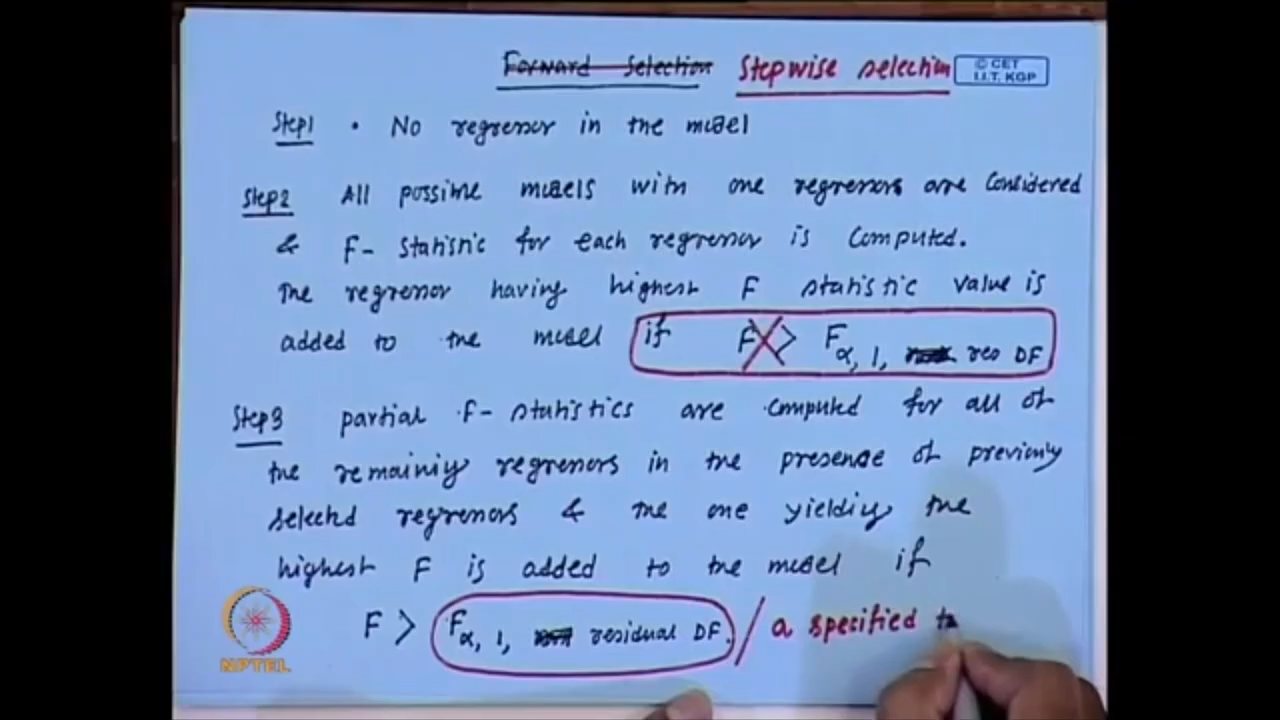 Forward Selection Stepwise selection
© CET
I.I.T. KGP
Step1 • No regressor in the model
Step2 All possible models with one regressors are Considered
& F- Statistic for each regressor is Computed.
The regressor having highest F statistic value is
added to the model if F > F α, 1, res DF
Step3 partial F- statistics are computed for all of
the remaining regressors in the presence of previously
selected regressors & the one yielding the
highest F is added to the model if
F > F α, 1, residual DF. / a specified
NPTEL